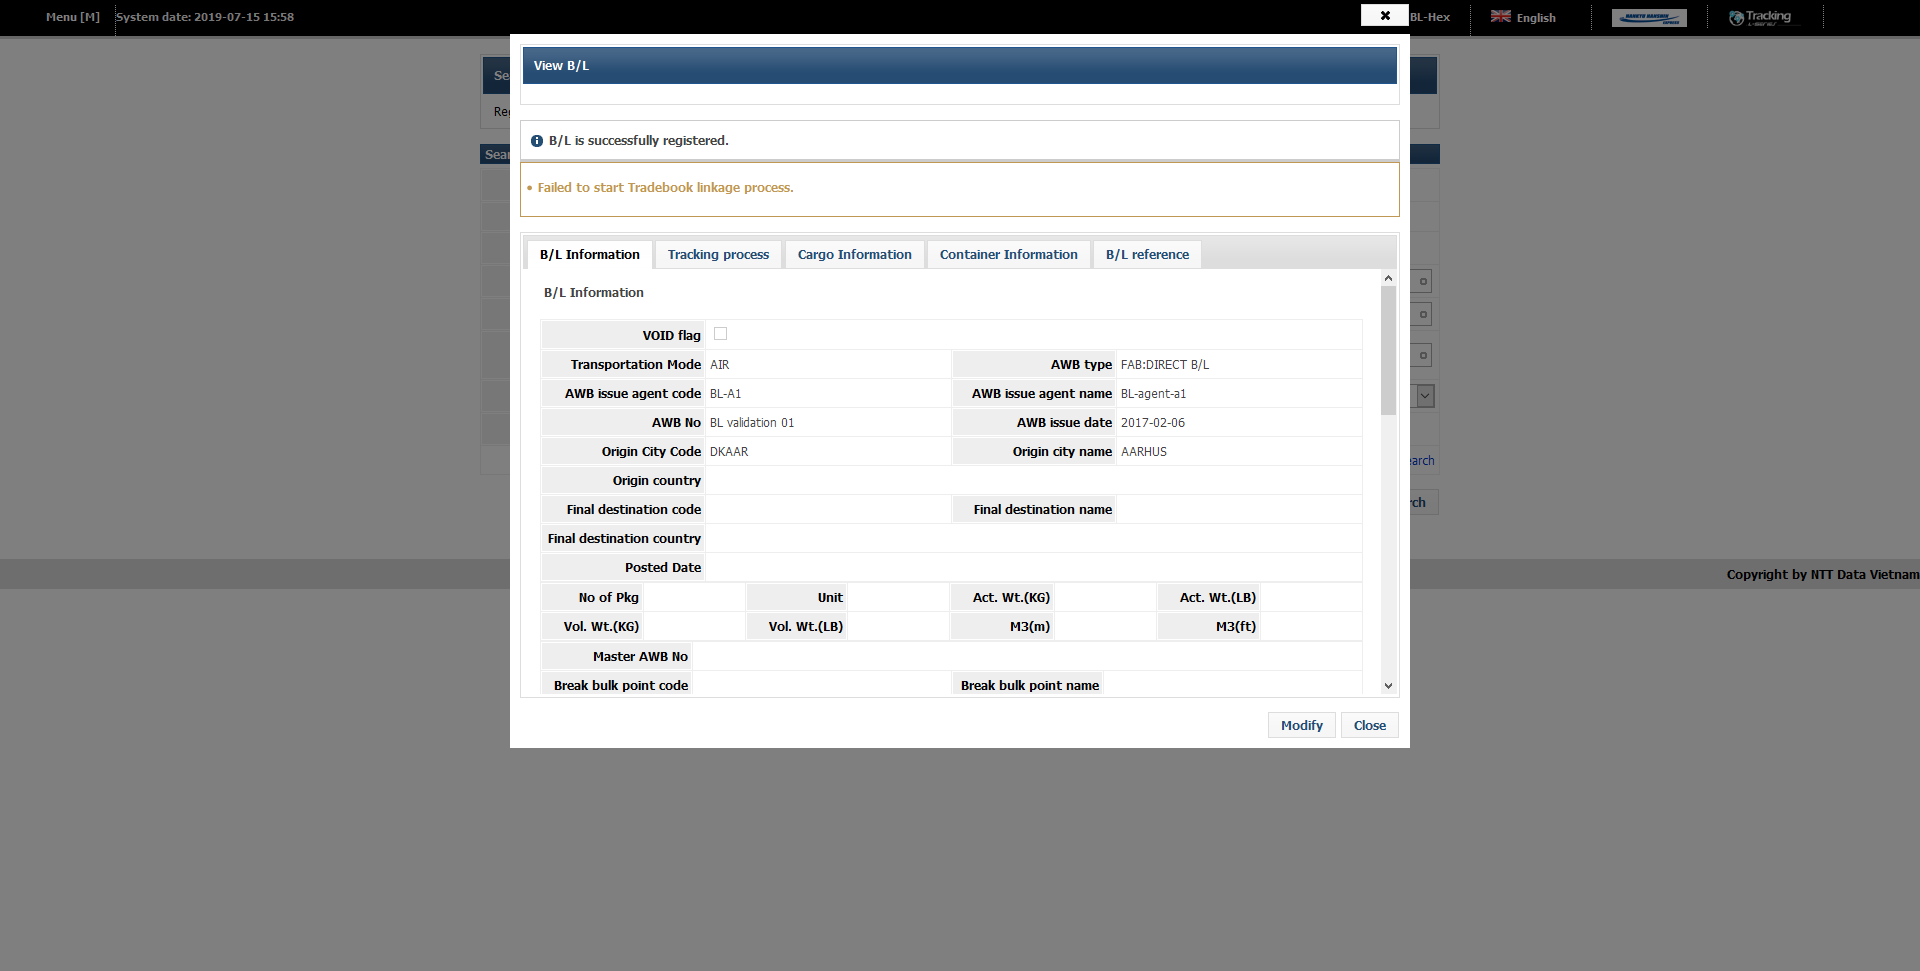 Menu [M]
System date: 2019-07-15 15:58
BL-Hex
English
Tracking
View B/L
B/L is successfully registered.
• Failed to start Tradebook linkage process.
B/L Information
Tracking process
Cargo Information
Container Information
B/L reference
B/L Information
VOID flag
Transportation Mode AIR AWB type FAB:DIRECT B/L
AWB issue agent code BL-A1 AWB issue agent name BL-agent-a1
AWB No BL validation 01 AWB issue date 2017-02-06
Origin City Code DKAAR Origin city name AARHUS
Origin country
Final destination code Final destination name
Final destination country
Posted Date
No of Pkg Unit Act. Wt.(KG) Act. Wt.(LB)
Vol. Wt.(KG) Vol. Wt.(LB) M3(m) M3(ft)
Master AWB No
Break bulk point code Break bulk point name
Modify
Close
Copyright by NTT Data Vietnam